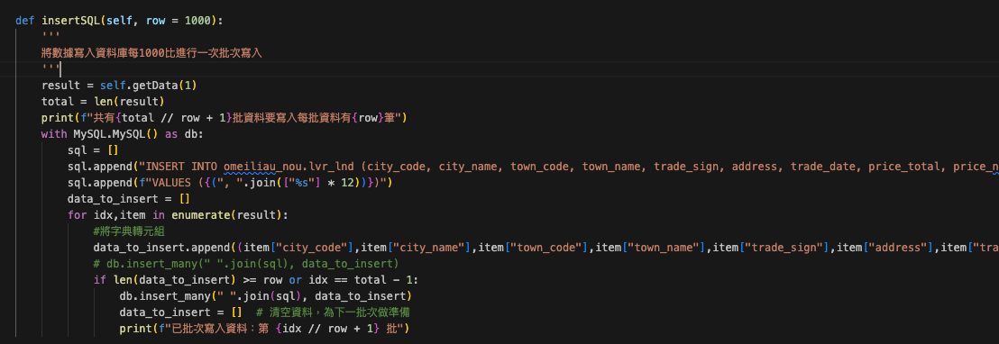 def insertSQL(self, row = 1000):
'''
將數據寫入資料庫每1000比進行一次批次寫入
'''
result = self.getData(1)
total = len(result)
print(f"共有{total // row + 1}批資料要寫入每批資料有{row}筆")
with MySQL.MySQL() as db:
sql = []
sql.append("INSERT INTO omeiliau_nou.lvr_lnd (city_code, city_name, town_code, town_name, trade_sign, address, trade_date, price_total, price_n
sql.append(f"VALUES ({(", ".join(["%s"] * 12))})")
data_to_insert = []
for idx,item in enumerate(result):
#將字典轉元組
data_to_insert.append((item["city_code"],item["city_name"],item["town_code"],item["town_name"],item["trade_sign"],item["address"],item["tra
# db.insert_many(" ".join(sql), data_to_insert)
if len(data_to_insert) >= row or idx == total - 1:
db.insert_many(" ".join(sql), data_to_insert)
data_to_insert = []  # 清空資料，為下一批次做準備
print(f"已批次寫入資料：第 {idx // row + 1} 批")